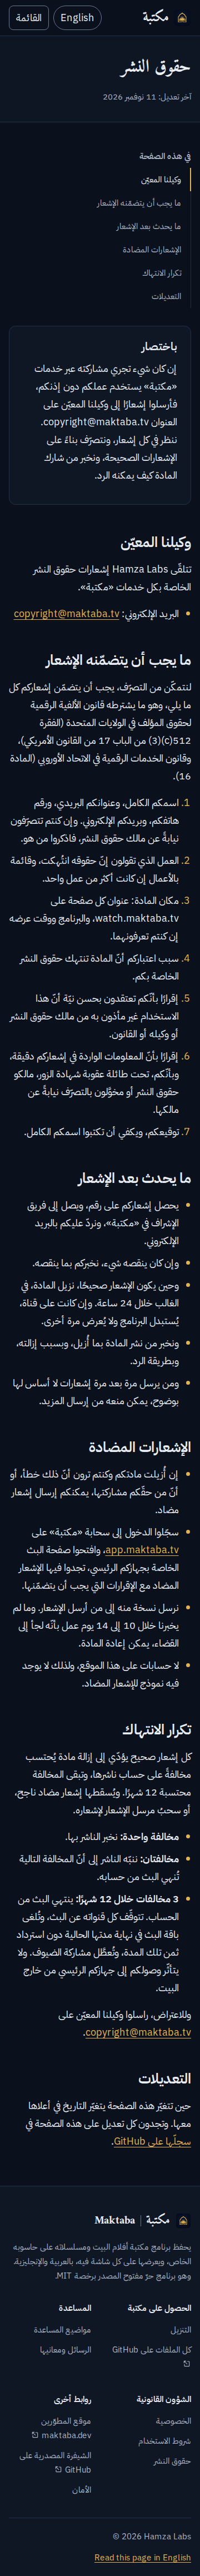 مكتبة
English
القائمة
حقوق النشر
آخر تعديل: 11 نوفمبر 2026
في هذه الصفحة
وكيلنا المعيّن
ما يجب أن يتضمّنه الإشعار
ما يحدث بعد الإشعار
الإشعارات المضادة
تكرار الانتهاك
التعديلات
باختصار
إن كان شيء تجري مشاركته عبر خدمات
«مكتبة» يستخدم عملكم دون إذنكم،
فأرسلوا إشعارًا إلى وكيلنا المعيّن على
العنوان copyright@maktaba.tv.
ننظر في كل إشعار، ونتصرّف بناءً على
الإشعارات الصحيحة، ونخبر من شارك
المادة كيف يمكنه الرد.
وكيلنا المعيّن
تتلقّى Hamza Labs إشعارات حقوق النشر
الخاصة بكل خدمات «مكتبة».
البريد الإلكتروني: copyright@maktaba.tv
ما يجب أن يتضمّنه الإشعار
لنتمكّن من التصرّف، يجب أن يتضمّن إشعاركم كل
ما يلي، وهو ما يشترطه قانون الألفية الرقمية
لحقوق المؤلف في الولايات المتحدة (الفقرة
512(c)(3) من الباب 17 من القانون الأمريكي)،
وقانون الخدمات الرقمية في الاتحاد الأوروبي (المادة
16).
1. اسمكم الكامل، وعنوانكم البريدي، ورقم
هاتفكم، وبريدكم الإلكتروني. وإن كنتم تتصرّفون
نيابةً عن مالك حقوق النشر، فاذكروا من هو.
2. العمل الذي تقولون إنّ حقوقه انتُهكت، وقائمة
بالأعمال إن كانت أكثر من عمل واحد.
3. مكان المادة: عنوان كل صفحة على
watch.maktaba.tv، والبرنامج ووقت عرضه
إن كنتم تعرفونهما.
4. سبب اعتباركم أنّ المادة تنتهك حقوق النشر
الخاصة بكم.
5. إقرارًا بأنّكم تعتقدون بحسن نيّة أنّ هذا
الاستخدام غير مأذون به من مالك حقوق النشر
أو وكيله أو القانون.
6. إقرارًا بأنّ المعلومات الواردة في إشعاركم دقيقة،
وبأنّكم، تحت طائلة عقوبة شهادة الزور، مالكو
حقوق النشر أو مخوَّلون بالتصرّف نيابةً عن
مالكها.
7. توقيعكم، ويكفي أن تكتبوا اسمكم الكامل.
ما يحدث بعد الإشعار
يحصل إشعاركم على رقم، ويصل إلى فريق
الإشراف في «مكتبة»، ونردّ عليكم بالبريد
الإلكتروني.
وإن كان ينقصه شيء، نخبركم بما ينقصه.
وحين يكون الإشعار صحيحًا، نزيل المادة، في
الغالب خلال 24 ساعة. وإن كانت على قناة،
يُستبدل البرنامج ولا يُعرض مرة أخرى.
ونخبر من نشر المادة بما أُزيل، وبسبب إزالته،
وبطريقة الرد.
ومن يرسل مرة بعد مرة إشعارات لا أساس لها
بوضوح، يمكن منعه من إرسال المزيد.
الإشعارات المضادة
إن أُزيلت مادتكم وكنتم ترون أنّ ذلك خطأ، أو
أنّ من حقّكم مشاركتها، يمكنكم إرسال إشعار
مضاد.
سجّلوا الدخول إلى سحابة «مكتبة» على
app.maktaba.tv، وافتحوا صفحة البث
الخاصة بجهازكم الرئيسي، تجدوا فيها الإشعار
المضاد مع الإقرارات التي يجب أن يتضمّنها.
نرسل نسخة منه إلى من أرسل الإشعار. وما لم
يخبرنا خلال 10 إلى 14 يوم عمل بأنّه لجأ إلى
القضاء، يمكن إعادة المادة.
لا حسابات على هذا الموقع، ولذلك لا يوجد
فيه نموذج للإشعار المضاد.
تكرار الانتهاك
كل إشعار صحيح يؤدّي إلى إزالة مادة يُحتسب
مخالفةً على حساب ناشرها، وتبقى المخالفة
محتسبة 12 شهرًا. ويُسقطها إشعار مضاد ناجح،
أو سحبُ مرسل الإشعار لإشعاره.
مخالفة واحدة: نخبر الناشر بها.
مخالفتان: ننبّه الناشر إلى أنّ المخالفة التالية
تُنهي البث من حسابه.
3 مخالفات خلال 12 شهرًا: ينتهي البث من
الحساب. تتوقّف كل قنواته عن البث، وتُلغى
باقة البثّ في نهاية مدتها الحالية دون استرداد
ثمن تلك المدة، وتُعطَّل مشاركة الضيوف. ولا
يتأثّر وصولكم إلى جهازكم الرئيسي من خارج
البيت.
وللاعتراض، راسلوا وكيلنا المعيّن على
copyright@maktaba.tv.
التعديلات
حين تتغيّر هذه الصفحة يتغيّر التاريخ في أعلاها
معها. وتجدون كل تعديل على هذه الصفحة في
سجلّها على GitHub.
مكتبة | Maktaba
يحفظ برنامج مكتبة أفلام البيت ومسلسلاته على حاسوبه
الخاص، ويعرضها على كل شاشة فيه، بالعربية والإنجليزية.
وهو برنامج حرّ مفتوح المصدر برخصة MIT.
الحصول على مكتبة
التنزيل
كل الملفات على GitHub
المساعدة
مواضيع المساعدة
الرسائل ومعانيها
الشؤون القانونية
الخصوصية
شروط الاستخدام
حقوق النشر
روابط أخرى
موقع المطوّرين
maktaba.dev
الشيفرة المصدرية على
GitHub
الأمان
© 2026 Hamza Labs
Read this page in English